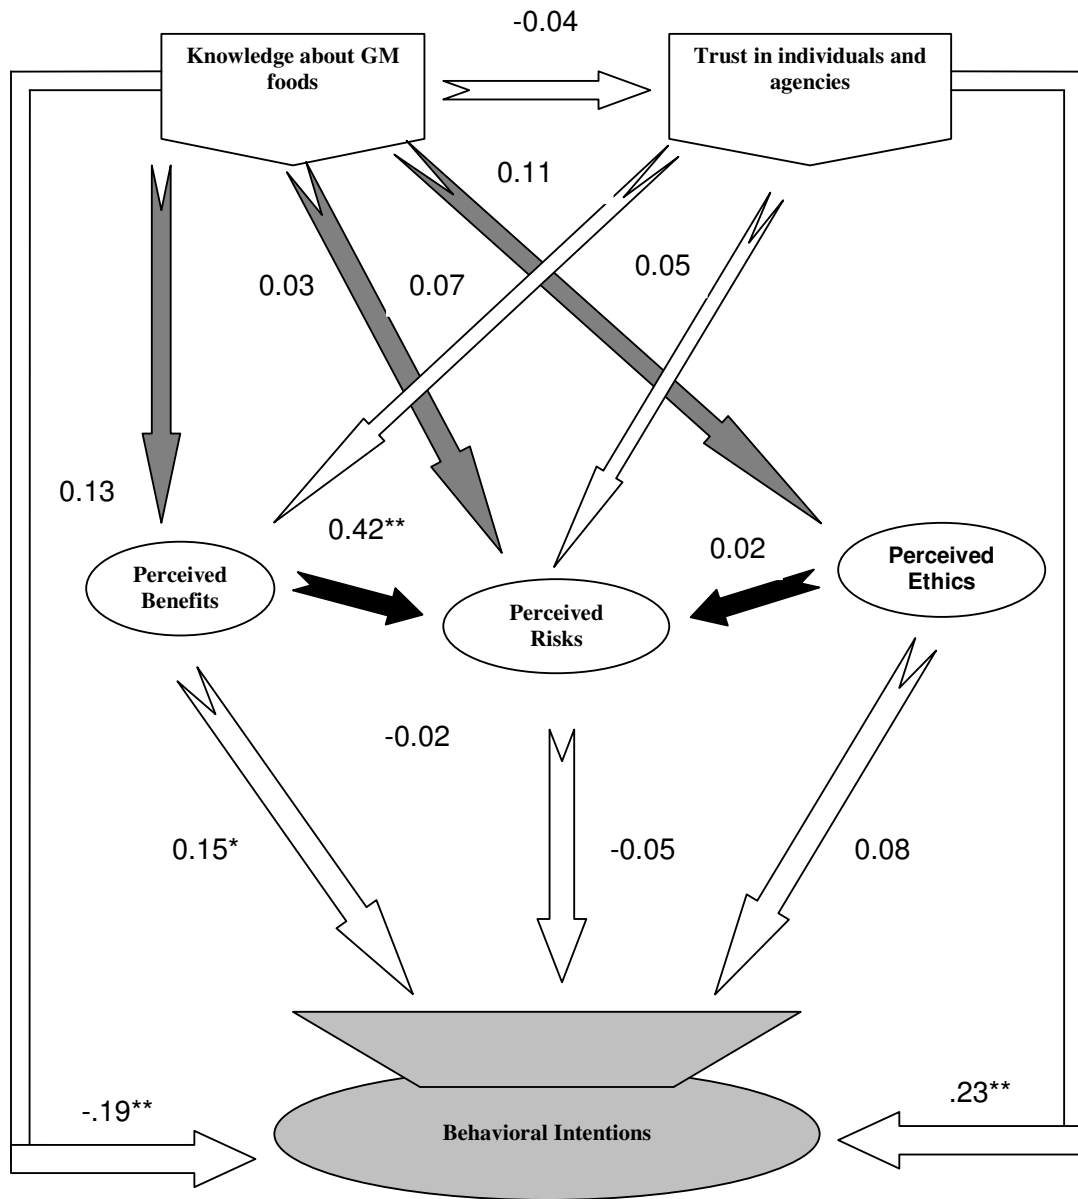 -0.04
Knowledge about GM
foods
Trust in individuals and
agencies
0.11
0.03
0.07
0.05
0.13
0.42**
0.02
Perceived
Benefits
Perceived
Risks
Perceived
Ethics
-0.02
0.15*
-0.05
0.08
-.19**
.23**
Behavioral Intentions